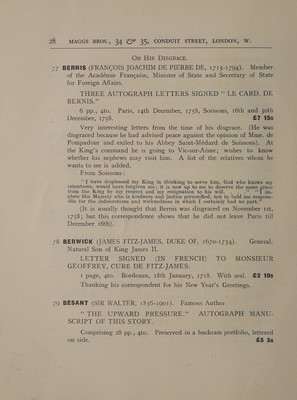 28 MAGGS BROS., 34 & 35, CONDUIT STREET, LONDON, W.
ON HIS DISGRACE.
77 BERNIS (FRANÇOIS JOACHIM DE PIERRE DE, 1715-1794). Member
of the Académie Française, Minister of State and Secretary of State
for Foreign Affairs.
THREE AUTOGRAPH LETTERS SIGNED " LE CARD. DE
BERNIS."
6 pp., 4to. Paris, 14th December, 1758, Soissons, 16th and 30th
December, 1758. £7 15s
Very interesting letters from the time of his disgrace. (He was
disgraced because he had advised peace against the opinion of Mme. de
Pompadour and exiled to his Abbey Saint-Médard de Soissons). At
the King's command he is going to Vic-sur-Aisne; wishes to know
whether his nephews may visit him. A list of the relatives whom he
wants to see is added.
From Soissons:
"I have displeased my King in thinking to serve him, God who knows my
intentions, would have forgiven me; it is now up to me to deserve the same grace
from the King by my respect and my resignation to his will. . . . "I im-
plore His Majesty who is kindness and justice personified, not to hold me respons-
ible for the indiscretions and wickedness in which I certainly had no part."
(It is usually thought that Bernis was disgraced on November 1st,
1758; but this correspondence shows that he did not leave Paris till
December 16th).
78 BERWICK (JAMES FITZ-JAMES, DUKE OF, 1670-1734). General.
Natural Son of King James II.
LETTER SIGNED (IN FRENCH) TO MONSIEUR
GEOFFREY, CURE DE FITZ-JAMES.
1 page, 4to. Bordeaux, 18th January, 1718. With seal. £2 10s
Thanking his correspondent for his New Year's Greetings.
79 BESANT (SIR WALTER, 1836-1901). Famous Author.
" THE UPWARD PRESSURE." AUTOGRAPH MANU-
SCRIPT OF THIS STORY.
Comprising 28 pp., 4to. Preserved in a buckram portfolio, lettered
on side. £5 5s